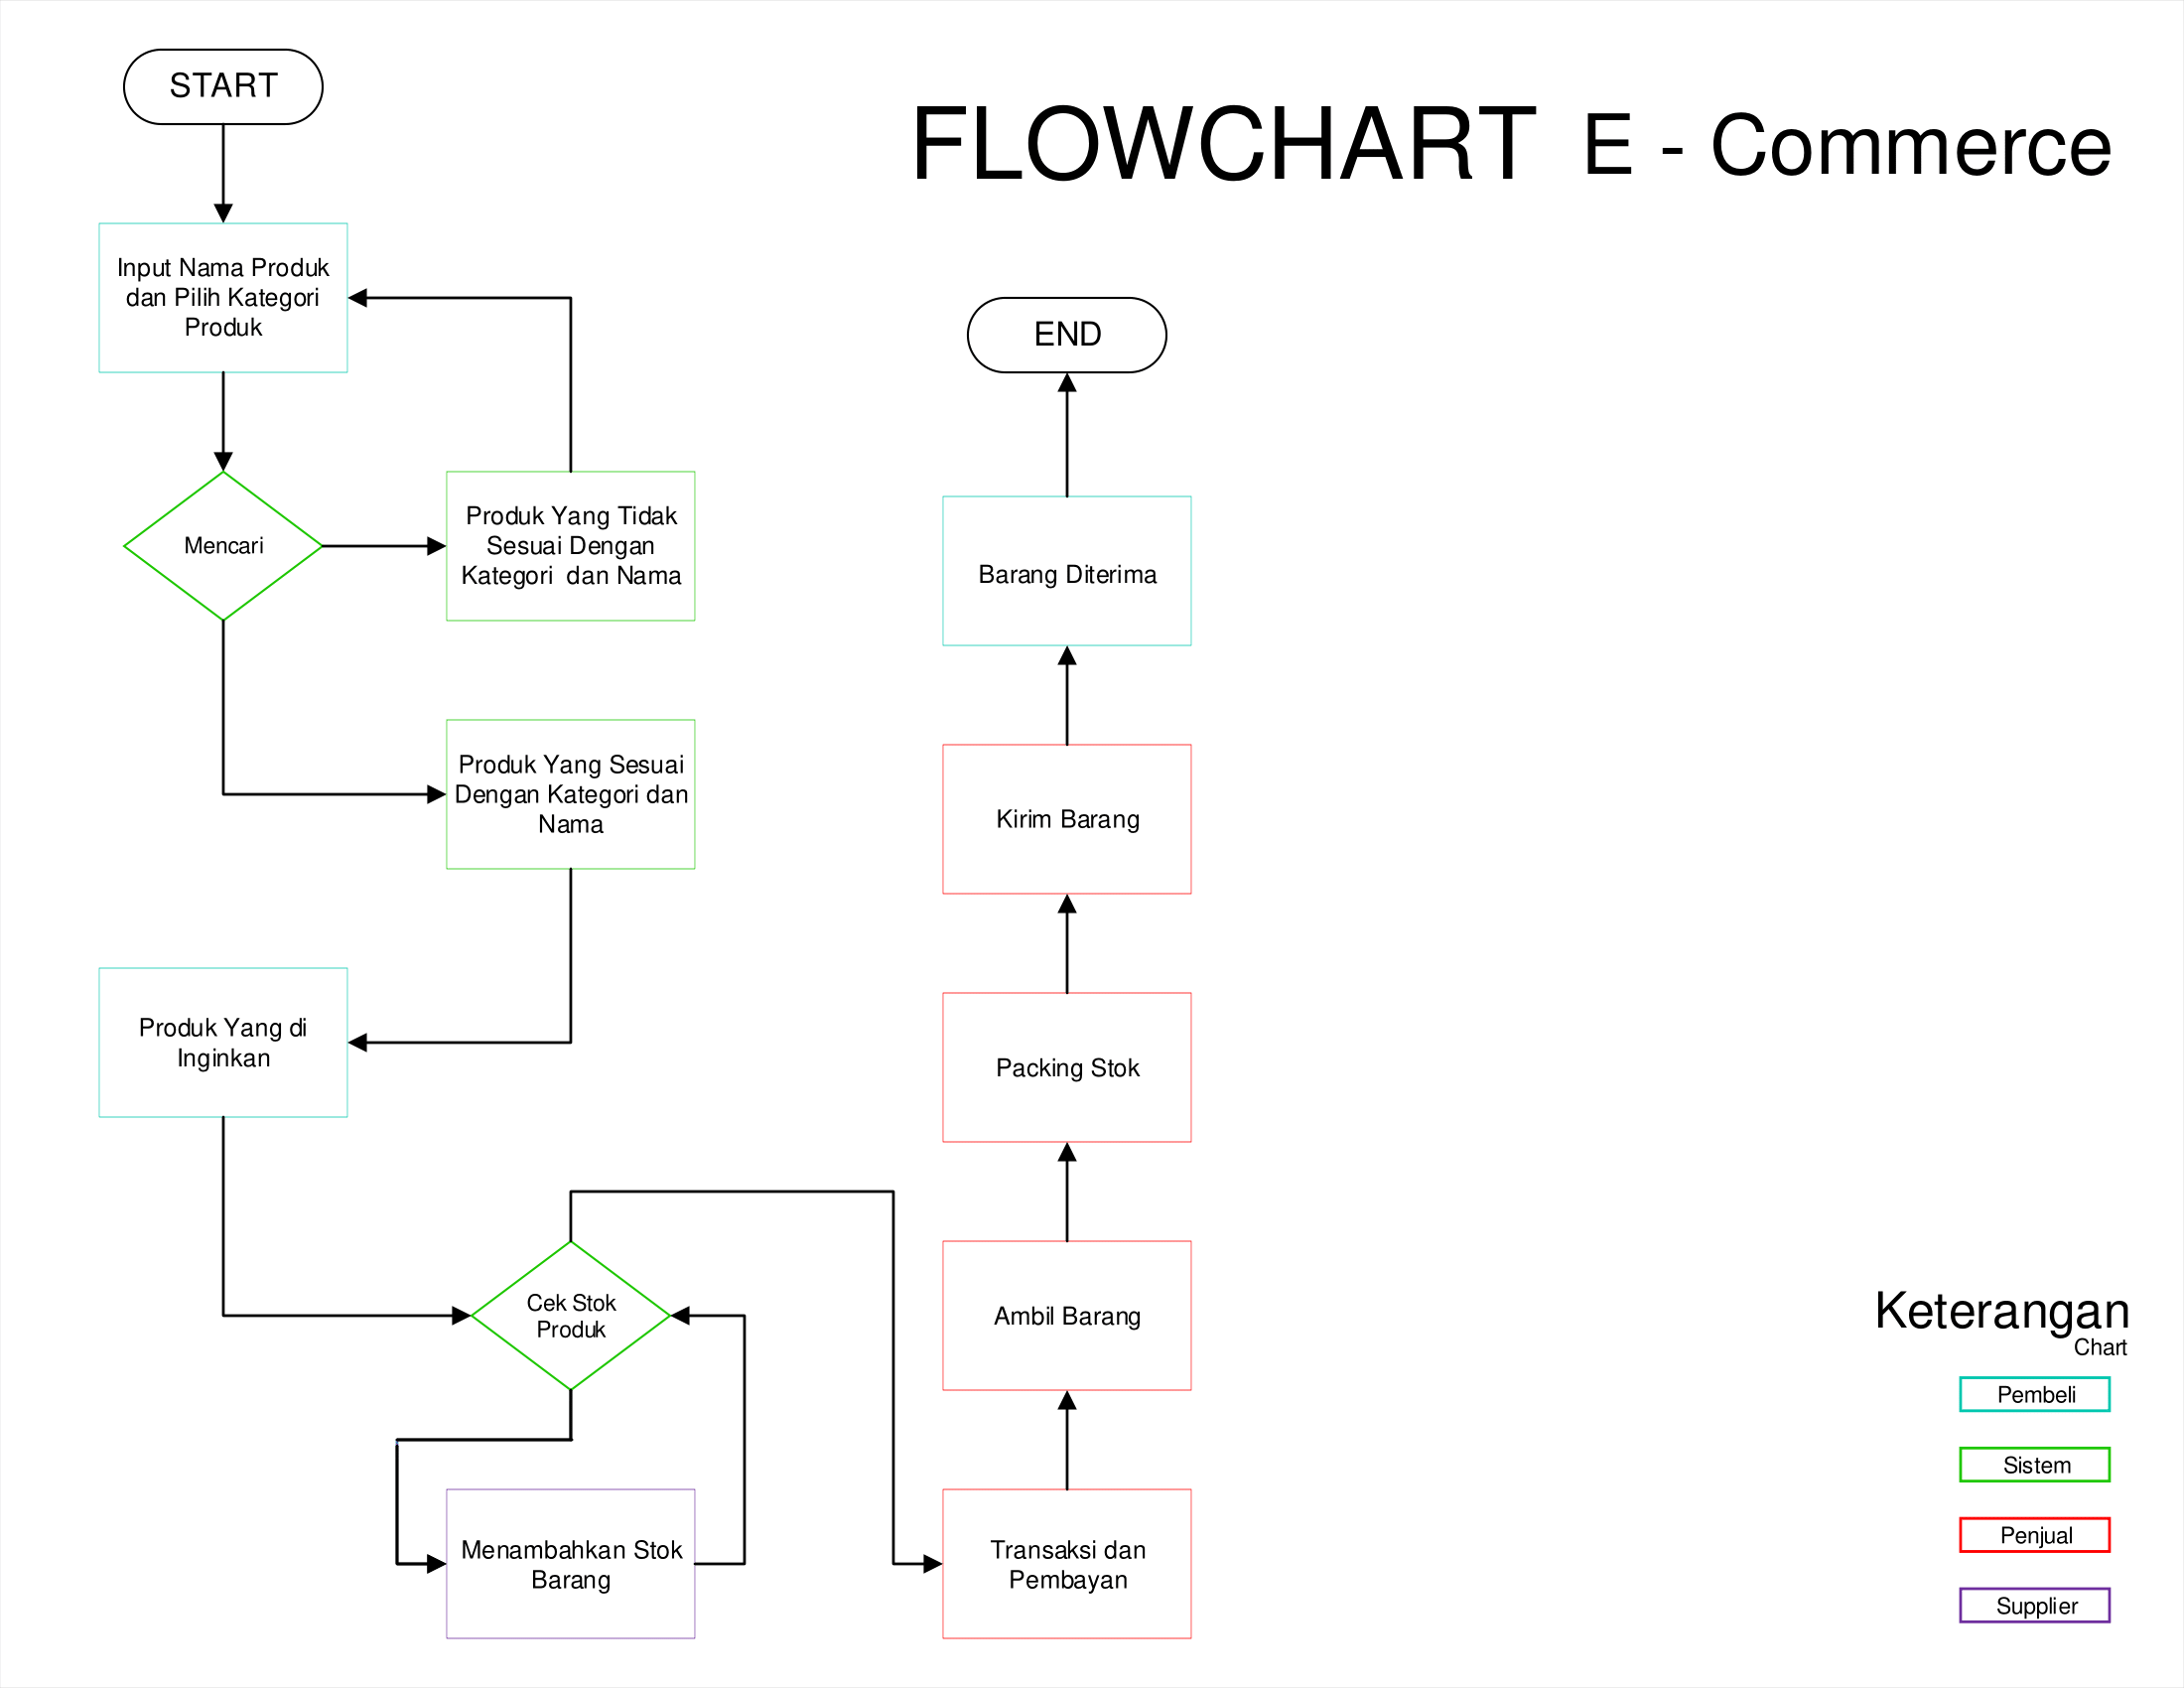 START
FLOWCHART E - Commerce
Input Nama Produk
dan Pilih Kategori
Produk
Mencari
Produk Yang Tidak
Sesuai Dengan
Kategori  dan Nama
Produk Yang Sesuai
Dengan Kategori dan
Nama
Produk Yang di
Inginkan
Cek Stok
Produk
Menambahkan Stok
Barang
Transaksi dan
Pembayan
Ambil Barang
Packing Stok
Kirim Barang
Barang Diterima
END
Keterangan
Chart
Pembeli
Sistem
Penjual
Supplier